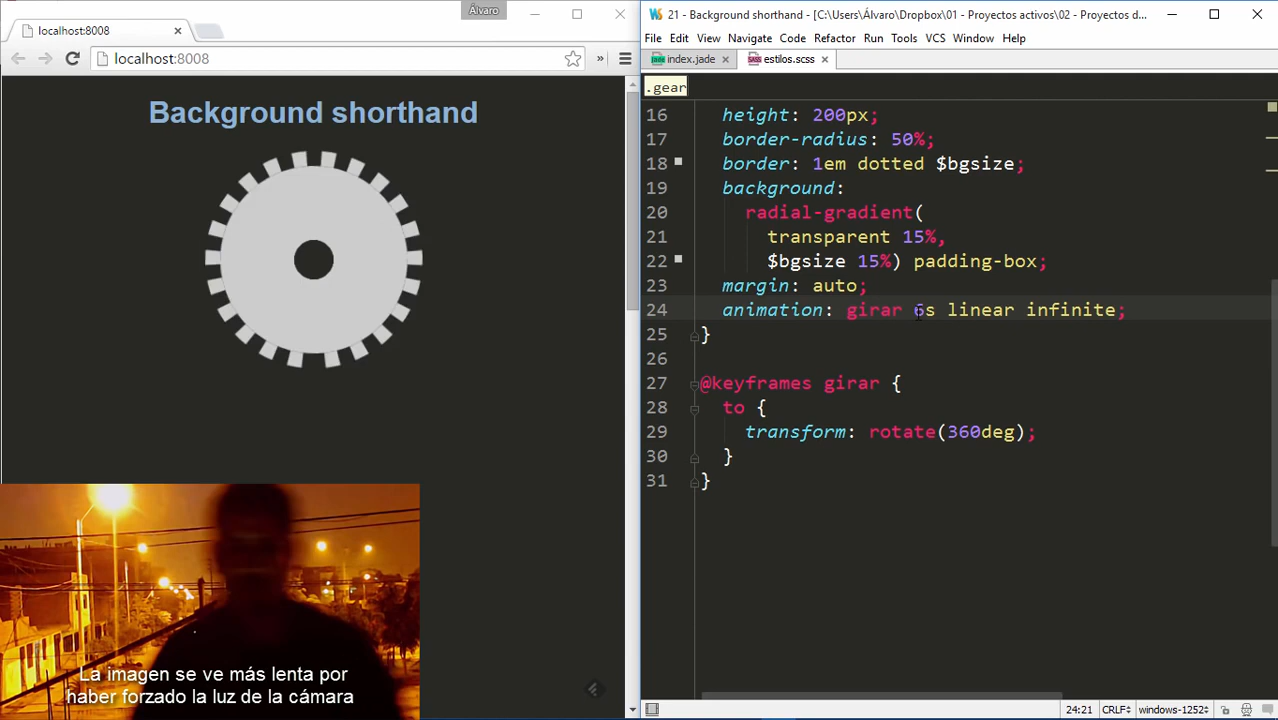 Álvaro
localhost:8008
localhost:8008
»
Background shorthand
La imagen se ve más lenta por
haber forzado la luz de la cámara
21 - Background shorthand - [C:\Users\Álvaro\Dropbox\01 - Proyectos activos\02 - Proyectos d...
File Edit View Navigate Code Refactor Run Tools VCS Window Help
index.jade estilos.scss
.gear
16 height: 200px;
17 border-radius: 50%;
18 border: 1em dotted $bgsize;
19 background:
20 radial-gradient(
21 transparent 15%,
22 $bgsize 15%) padding-box;
23 margin: auto;
24 animation: girar 6s linear infinite;
25 }
26
27 @keyframes girar {
28 to {
29 transform: rotate(360deg);
30 }
31 }
24:21 CRLF÷ windows-1252÷